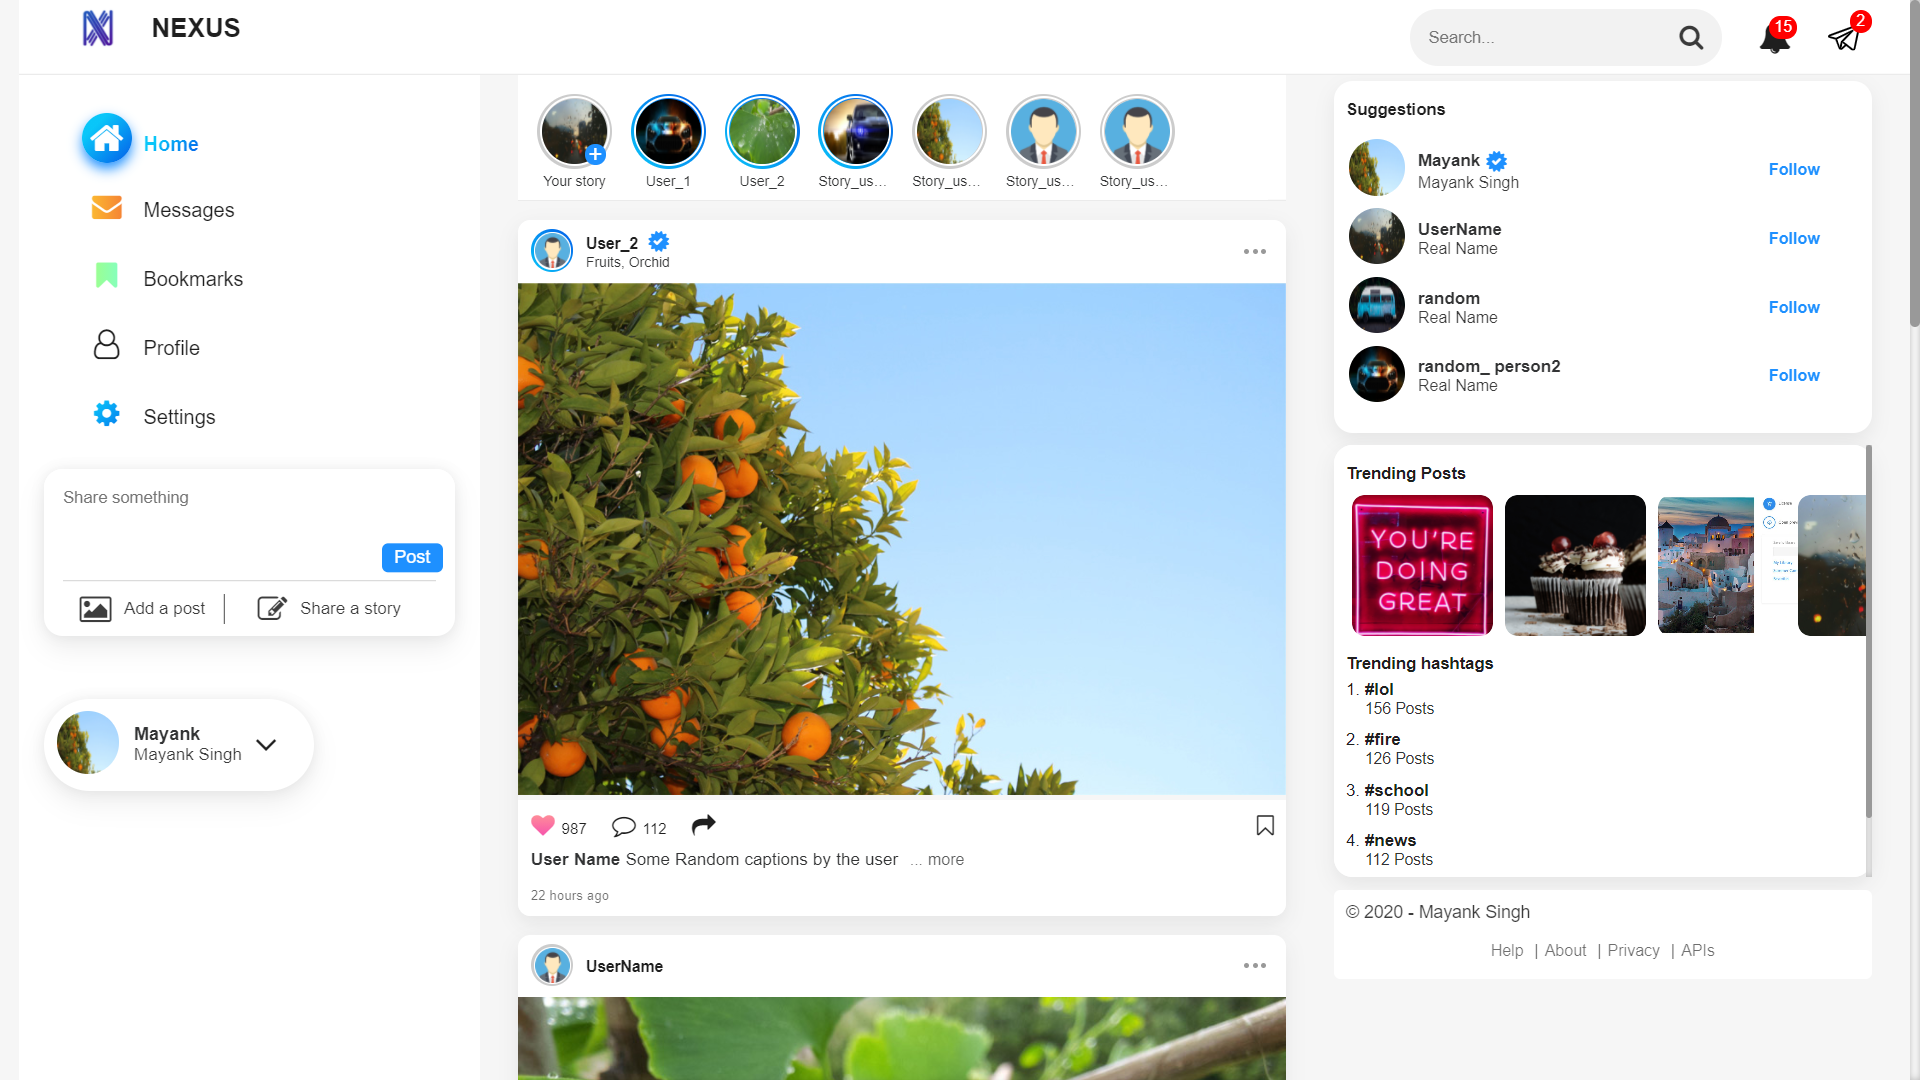 NEXUS
Search...
15
2
Home
Messages
Bookmarks
Profile
Settings
Share something
Post
Add a post
Share a story
Mayank
Mayank Singh
Your story
User_1
User_2
Story_us...
Story_us...
Story_us...
Story_us...
User_2
Fruits, Orchid
987
112
User Name Some Random captions by the user ... more
22 hours ago
UserName
Suggestions
Mayank
Mayank Singh
Follow
UserName
Real Name
Follow
random
Real Name
Follow
random_ person2
Real Name
Follow
Trending Posts
YOU'RE
DOING
GREAT
Trending hashtags
1. #lol
156 Posts
2. #fire
126 Posts
3. #school
119 Posts
4. #news
112 Posts
© 2020 - Mayank Singh
Help | About | Privacy | APIs